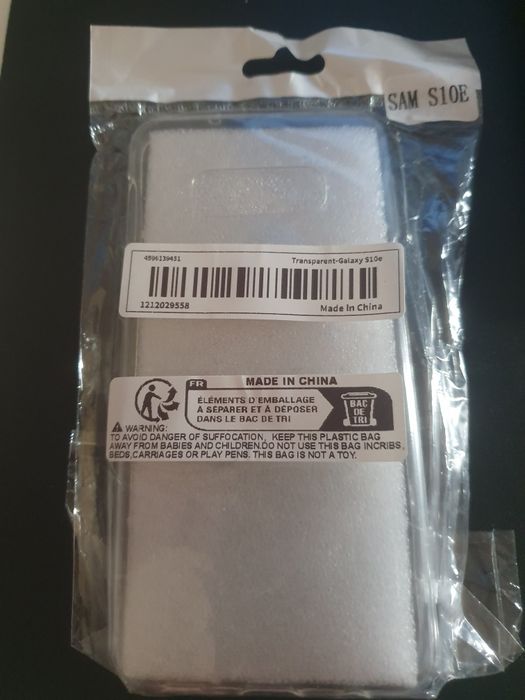 SAM S10E
4896139431
Transparent-Galaxy S10e
1212029558
Made In China
FR
MADE IN CHINA
ÉLÉMENTS D'EMBALLAGE
À SÉPARER ET À DÉPOSER
DANS LE BAC DE TRI
BAC
DE
TRI
WARNING:
TO AVOID DANGER OF SUFFOCATION, KEEP THIS PLASTIC BAG
AWAY FROM BABIES AND CHILDREN.DO NOT USE THIS BAG INCRIBS,
BEDS,CARRIAGES OR PLAY PENS. THIS BAG IS NOT A TOY.